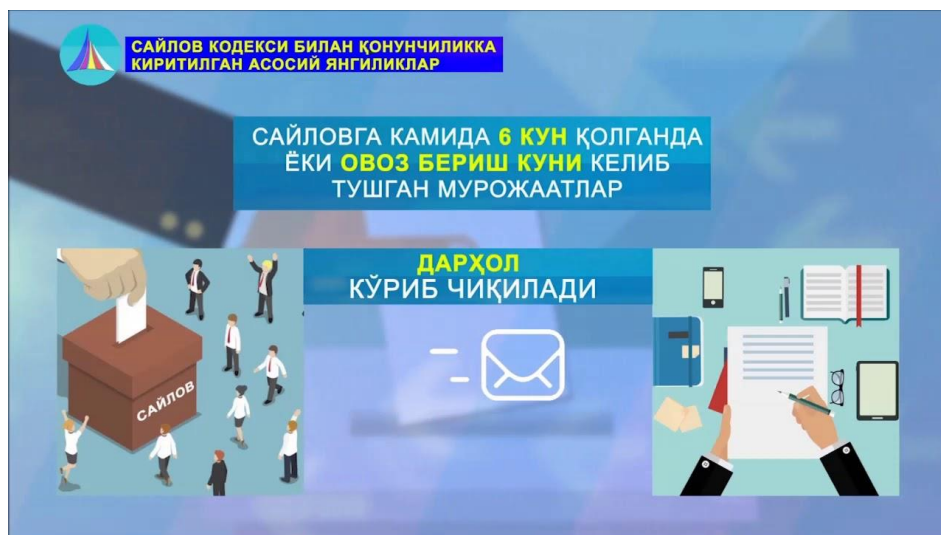 САЙЛОВ КОДЕКСИ БИЛАН ҚОНУНЧИЛИККА
КИРИТИЛГАН АСОСИЙ ЯНГИЛИКЛАР
САЙЛОВГА КАМИДА 6 КУН ҚОЛГАНДА
ЁКИ ОВОЗ БЕРИШ КУНИ КЕЛИБ
ТУШГАН МУРОЖААТЛАР
ДАРҲОЛ
КЎРИБ ЧИҚИЛАДИ
САЙЛОВ